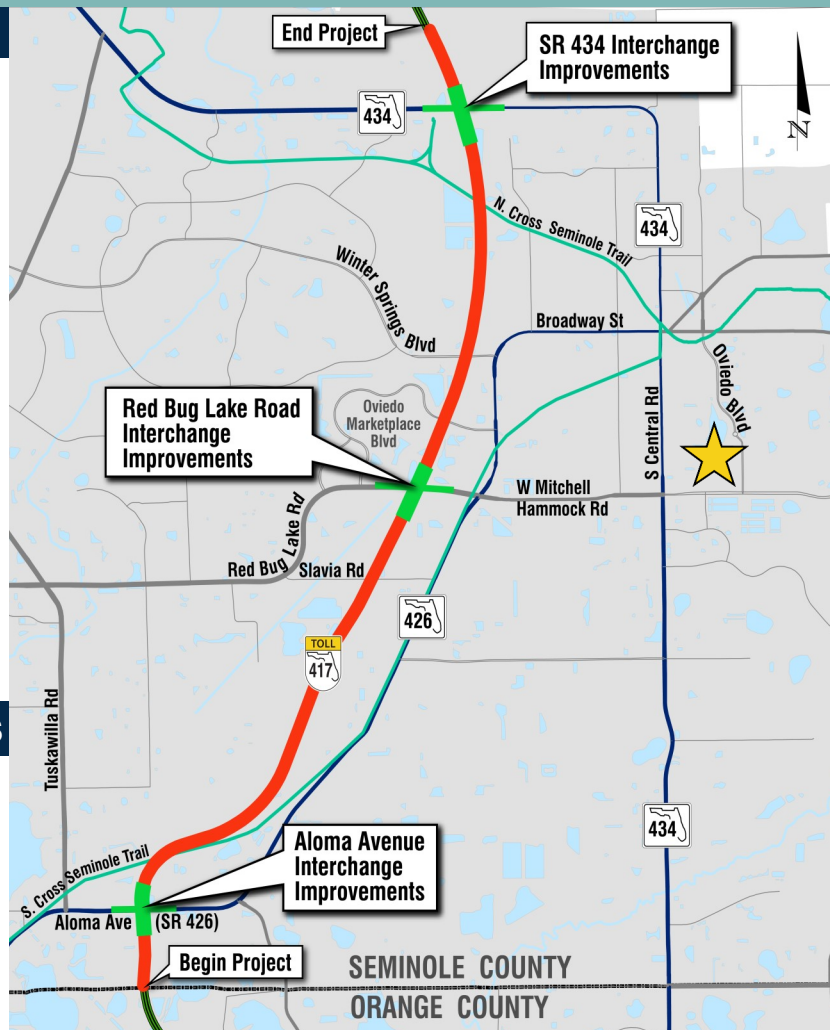 End Project
SR 434 Interchange
Improvements
N
434
434
N. Cross Seminole Trail
Winter Springs Blvd
Broadway St
Oviedo Blvd
S Central Rd
Red Bug Lake Road
Interchange
Improvements
Oviedo
Marketplace
Blvd
W Mitchell
Hammock Rd
Red Bug Lake Rd
Slavia Rd
426
TOLL
417
Tuskawilla Rd
S
434
Aloma Avenue
Interchange
Improvements
S. Cross Seminole Trail
Aloma Ave (SR 426)
Begin Project
SEMINOLE COUNTY
ORANGE COUNTY